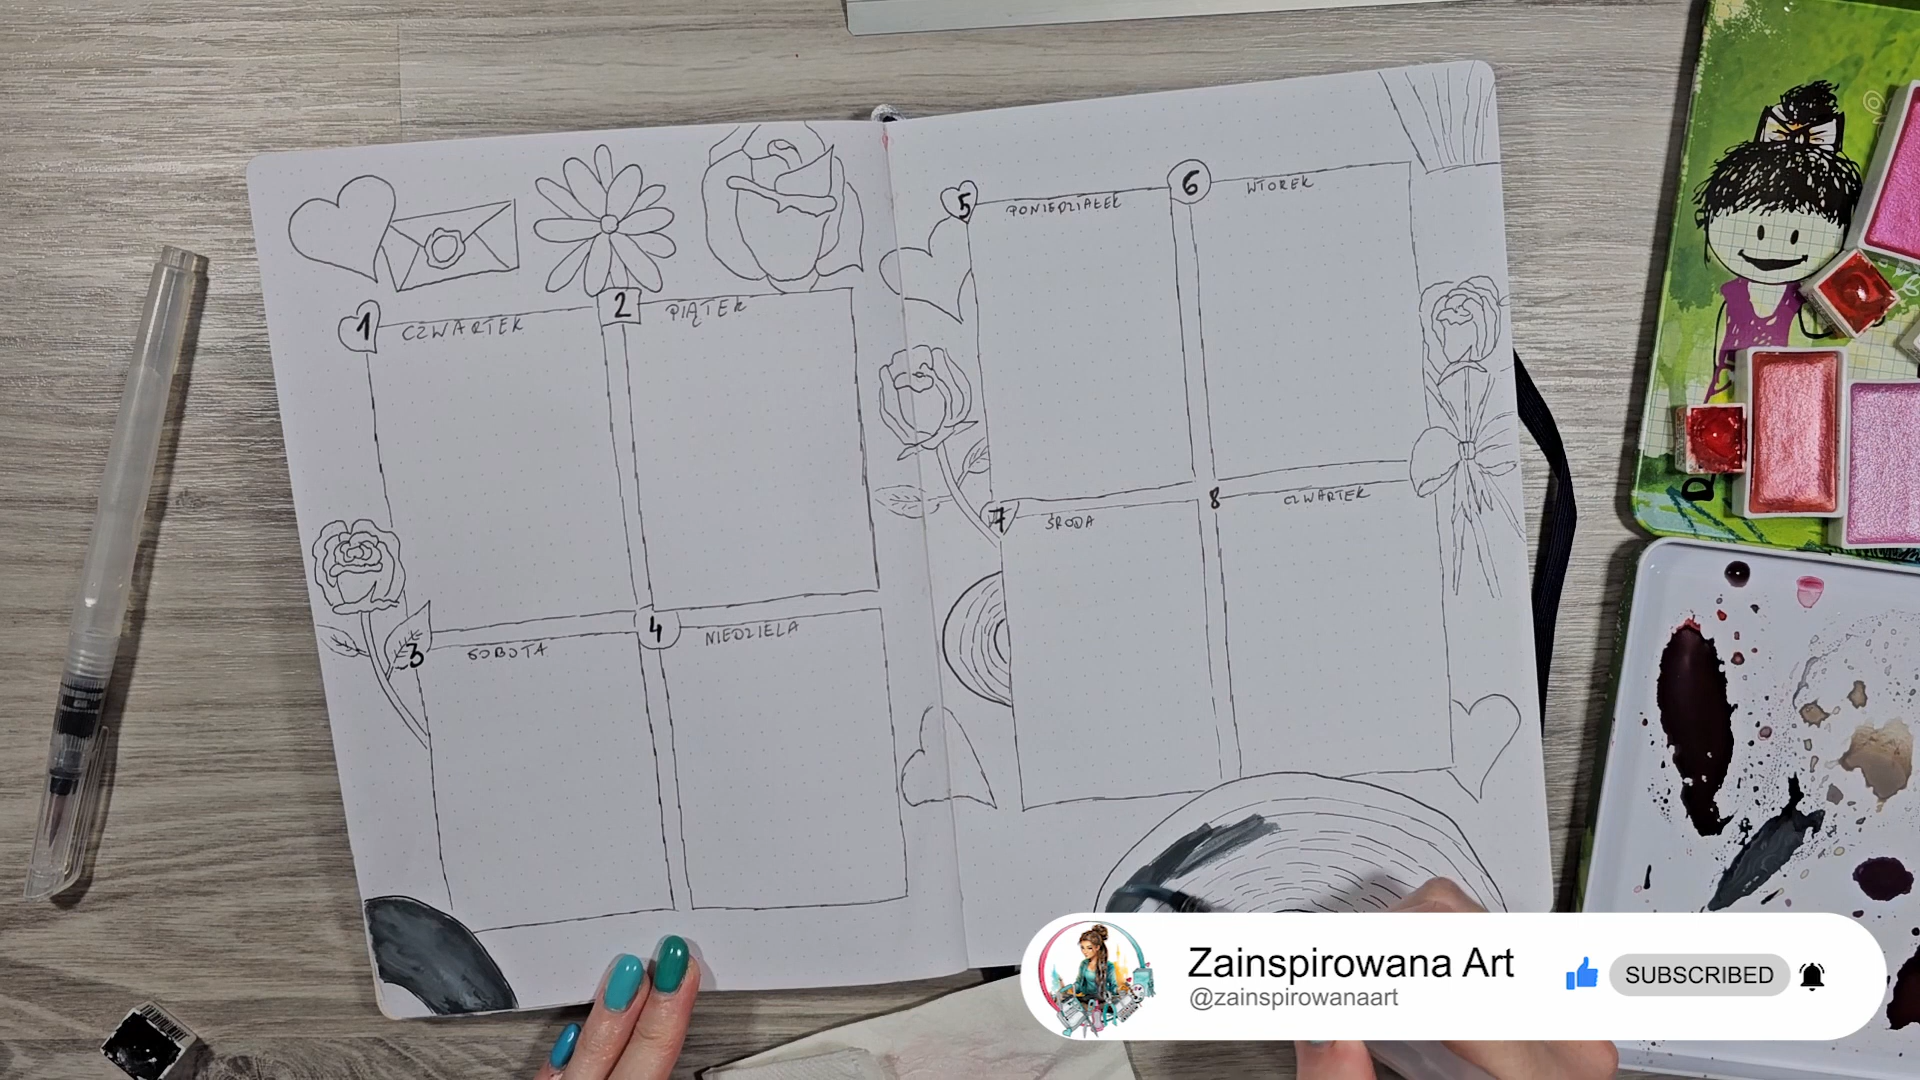 1 CZWARTEK
2 PIĄTEK
3 SOBOTA
4 NIEDZIELA
5 PONIEDZIAŁEK
6 WTOREK
7 ŚRODA
8 CZWARTEK
Zainspirowana Art
@zainspirowanaart
SUBSCRIBED